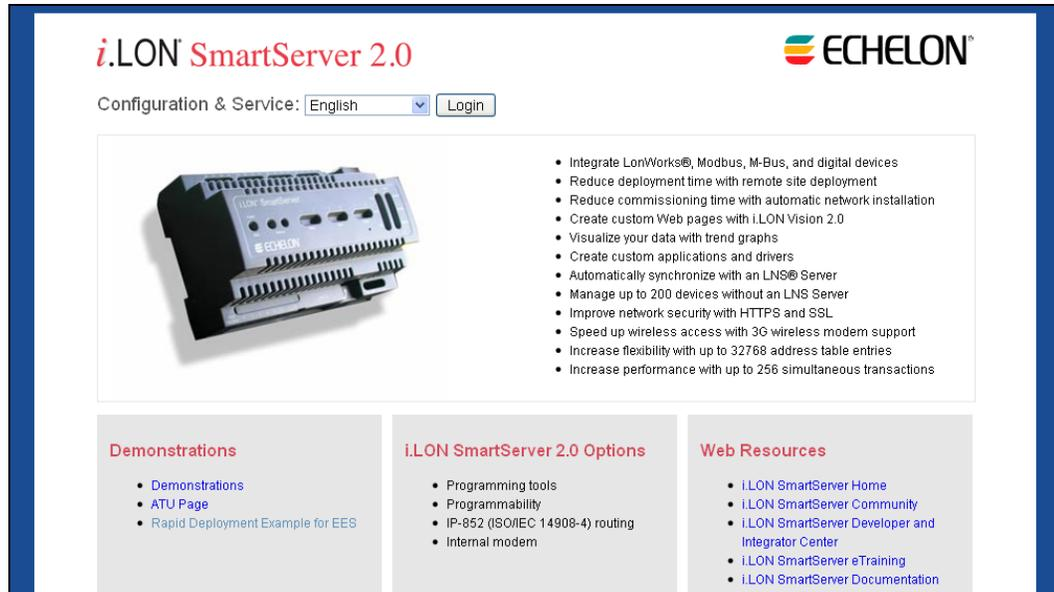 i.LON® SmartServer 2.0
ECHELON®
Configuration & Service: English Login
i.LON® SmartServer
ECHELON
• Integrate LonWorks®, Modbus, M-Bus, and digital devices
• Reduce deployment time with remote site deployment
• Reduce commissioning time with automatic network installation
• Create custom Web pages with i.LON Vision 2.0
• Visualize your data with trend graphs
• Create custom applications and drivers
• Automatically synchronize with an LNS® Server
• Manage up to 200 devices without an LNS Server
• Improve network security with HTTPS and SSL
• Speed up wireless access with 3G wireless modem support
• Increase flexibility with up to 32768 address table entries
• Increase performance with up to 256 simultaneous transactions
Demonstrations
• Demonstrations
• ATU Page
• Rapid Deployment Example for EES
i.LON SmartServer 2.0 Options
• Programming tools
• Programmability
• IP-852 (ISO/IEC 14908-4) routing
• Internal modem
Web Resources
• i.LON SmartServer Home
• i.LON SmartServer Community
• i.LON SmartServer Developer and
Integrator Center
• i.LON SmartServer eTraining
• i.LON SmartServer Documentation